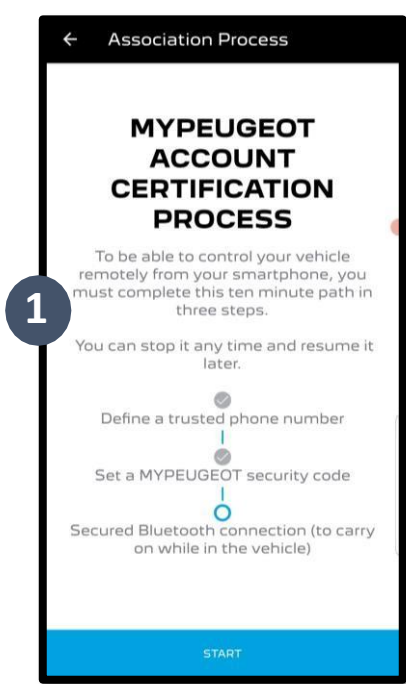 Association Process
MYPEUGEOT
ACCOUNT
CERTIFICATION
PROCESS
To be able to control your vehicle
remotely from your smartphone, you
must complete this ten minute path in
three steps.
1
You can stop it any time and resume it
later.
Define a trusted phone number
Set a MYPEUGEOT security code
Secured Bluetooth connection (to carry
on while in the vehicle)
START